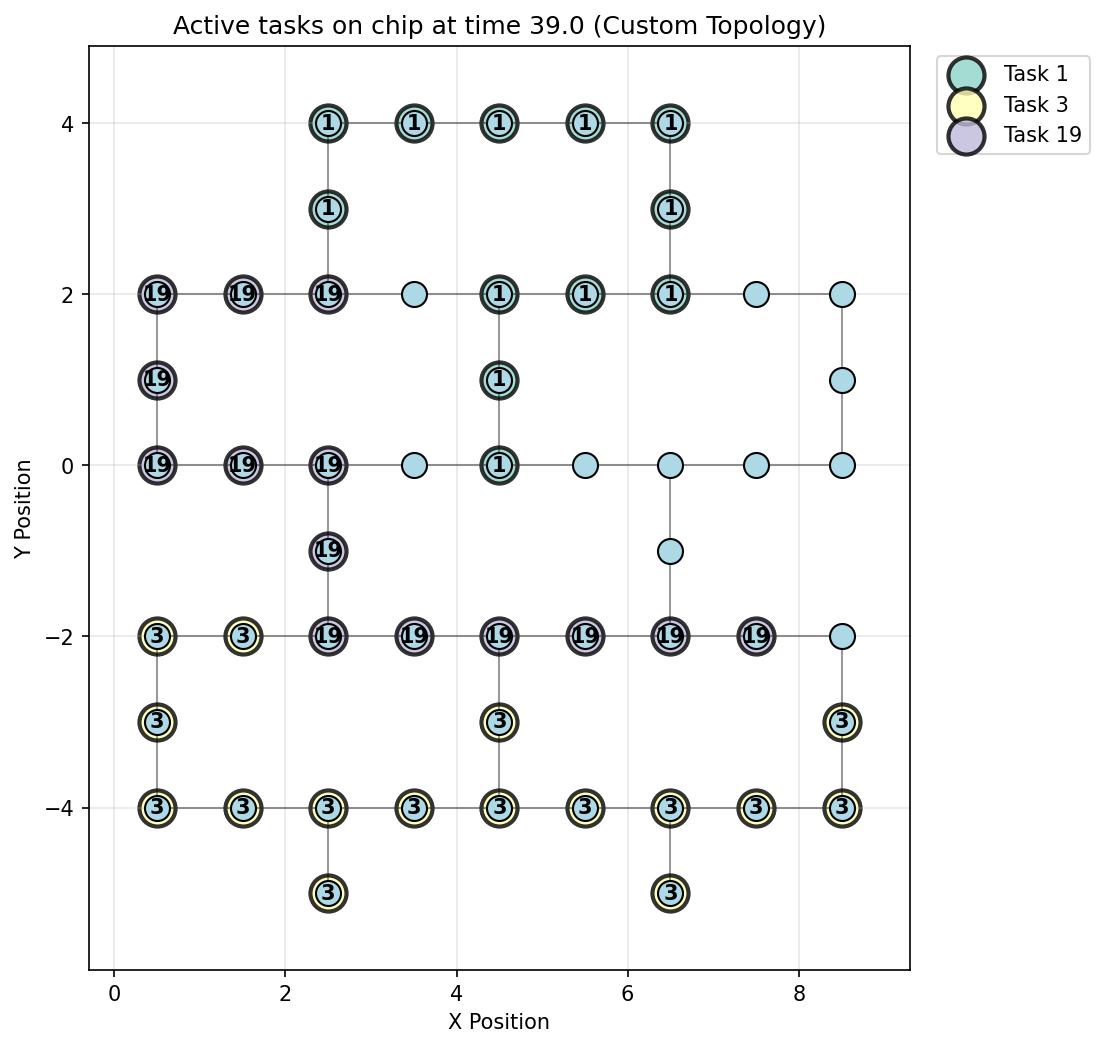 Active tasks on chip at time 39.0 (Custom Topology)
Task 1
Task 3
Task 19
4
1 1 1 1 1
1 1
2
19 19 19 1 1 1
19 1
0
19 19 19 1
19
−2
3 3 19 19 19 19 19 19
3 3 3
−4
3 3 3 3 3 3 3 3 3
3 3
0 2 4 6 8
X Position
Y Position